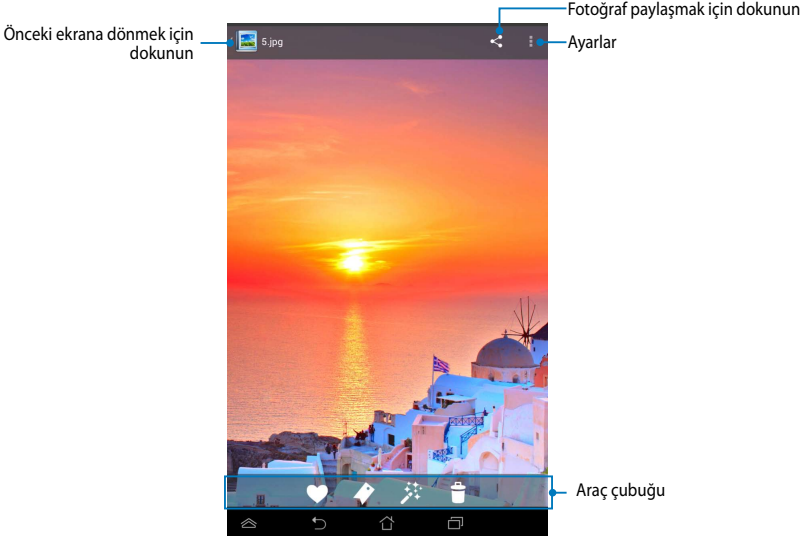 Fotoğraf paylaşmak için dokunun
Önceki ekrana dönmek için
dokunun
5.jpg
Ayarlar
Araç çubuğu